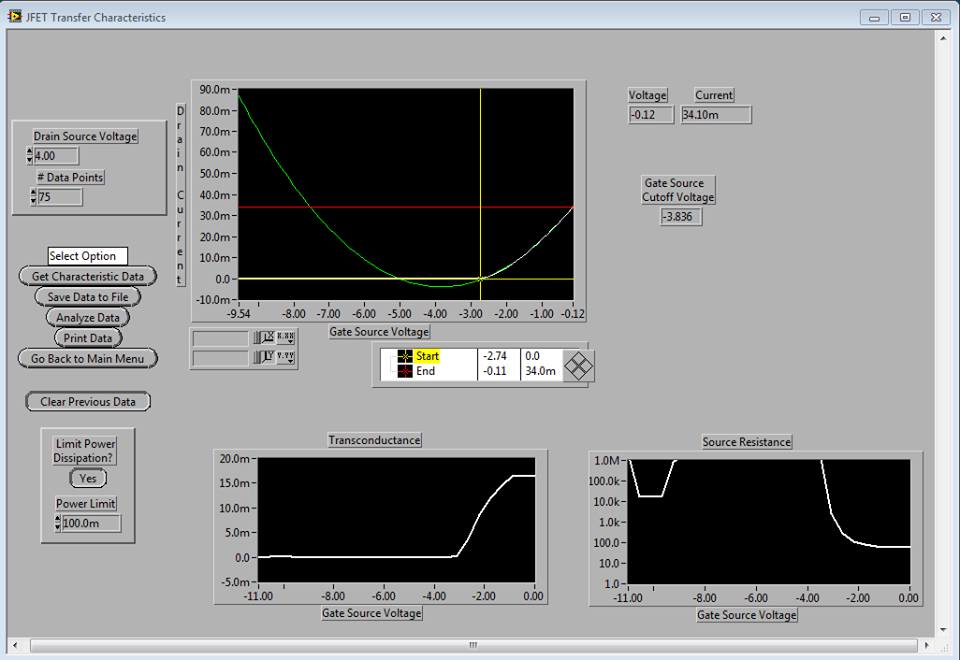 JFET Transfer Characteristics
Drain Source Voltage
4.00
# Data Points
75
Select Option
Get Characteristic Data
Save Data to File
Analyze Data
Print Data
Go Back to Main Menu
Clear Previous Data
Limit Power
Dissipation?
Yes
Power Limit
100.0m
Drain Current
90.0m
80.0m
70.0m
60.0m
50.0m
40.0m
30.0m
20.0m
10.0m
0.0
-10.0m
-9.54 -8.00 -7.00 -6.00 -5.00 -4.00 -3.00 -2.00 -1.00 -0.12
Gate Source Voltage
Start -2.74 0.0
End -0.11 34.0m
Voltage Current
-0.12 34.10m
Gate Source
Cutoff Voltage
-3.836
Transconductance
20.0m
15.0m
10.0m
5.0m
0.0
-5.0m
-11.00 -8.00 -6.00 -4.00 -2.00 0.00
Gate Source Voltage
Source Resistance
1.0M
100.0k
10.0k
1.0k
100.0
10.0
1.0
-11.00 -8.00 -6.00 -4.00 -2.00 0.00
Gate Source Voltage